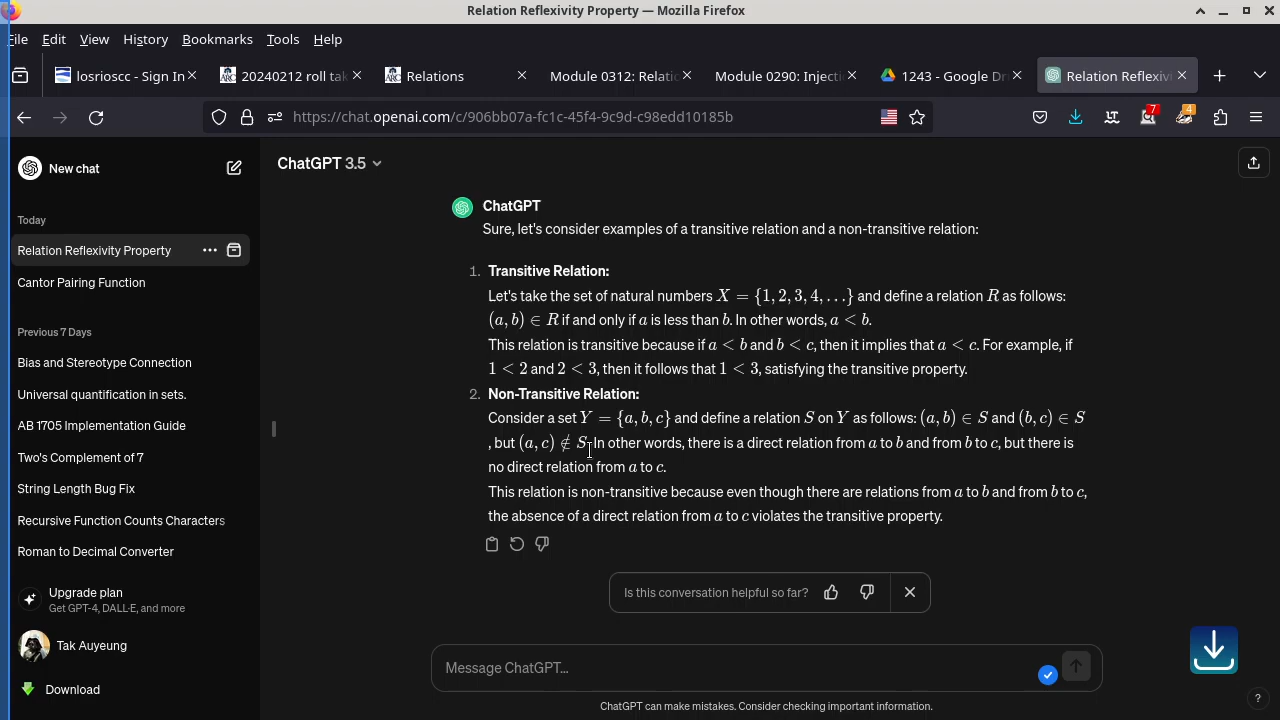 Relation Reflexivity Property — Mozilla Firefox
File Edit View History Bookmarks Tools Help
losrioscc - Sign In 20240212 roll tak Relations Module 0312: Relatio Module 0290: Injecti 1243 - Google Dr Relation Reflexivi
https://chat.openai.com/c/906bb07a-fc1c-45f4-9c9d-c98edd10185b 7 4
New chat
ChatGPT 3.5
Today
Relation Reflexivity Property
Cantor Pairing Function
Previous 7 Days
Bias and Stereotype Connection
Universal quantification in sets.
AB 1705 Implementation Guide
Two's Complement of 7
String Length Bug Fix
Recursive Function Counts Characters
Roman to Decimal Converter
Upgrade plan
Get GPT-4, DALL·E, and more
Tak Auyeung
Download
ChatGPT
Sure, let's consider examples of a transitive relation and a non-transitive relation:
1. Transitive Relation:
Let's take the set of natural numbers X = {1, 2, 3, 4, . . .} and define a relation R as follows:
(a, b) ∈ R if and only if a is less than b. In other words, a < b.
This relation is transitive because if a < b and b < c, then it implies that a < c. For example, if
1 < 2 and 2 < 3, then it follows that 1 < 3, satisfying the transitive property.
2. Non-Transitive Relation:
Consider a set Y = {a, b, c} and define a relation S on Y as follows: (a, b) ∈ S and (b, c) ∈ S
, but (a, c) ∉ S. In other words, there is a direct relation from a to b and from b to c, but there is
no direct relation from a to c.
This relation is non-transitive because even though there are relations from a to b and from b to c,
the absence of a direct relation from a to c violates the transitive property.
Is this conversation helpful so far?
Message ChatGPT...
ChatGPT can make mistakes. Consider checking important information.
?